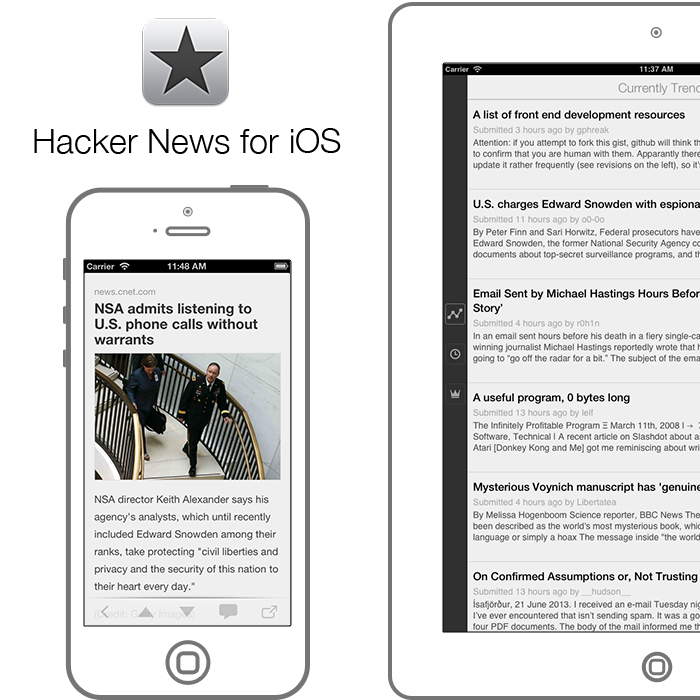 Hacker News for iOS
Carrier 11:48 AM
news.cnet.com
NSA admits listening to
U.S. phone calls without
warrants
NSA director Keith Alexander says his
agency's analysts, which until recently
included Edward Snowden among their
ranks, take protecting "civil liberties and
privacy and the security of this nation to
their heart every day."
(Credit: Getty Images)
Carrier 11:37 AM
Currently Trend
A list of front end development resources
Submitted 3 hours ago by gphreak
Attention: if you attempt to fork this gist, github will think th
to confirm that you are human with them. Apparently there
update it rather frequently (see revisions on the left), so it'
U.S. charges Edward Snowden with espiona
Submitted 11 hours ago by o0-0o
By Peter Finn and Sari Horwitz, Federal prosecutors have
Edward Snowden, the former National Security Agency co
documents about top-secret surveillance programs, and th
Email Sent by Michael Hastings Hours Befor
Story'
Submitted 4 hours ago by r0h1n
In an email sent hours before his death in a fiery single-ca
winning journalist Michael Hastings reportedly wrote that h
going to "go off the radar for a bit." The subject of the ema
A useful program, 0 bytes long
Submitted 13 hours ago by lelf
The Infinitely Profitable Program Ξ March 11th, 2008 | →
Software, Technical | A recent article on Slashdot about a
Atari [Donkey Kong and Me] got me reminiscing about wri
Mysterious Voynich manuscript has 'genuine
Submitted 4 hours ago by Libertatea
By Melissa Hogenboom Science reporter, BBC News The
been described as the world's most mysterious book, whic
language or simply a hoax The message inside "the world
On Confirmed Assumptions or, Not Trusting
Submitted 13 hours ago by __hudson__
Ísafjörður, 21 June 2013. I received an e-mail Tuesday nig
I've ever encountered that isn't sending spam. It was a go
four PDF documents. The body of the mail informed me th